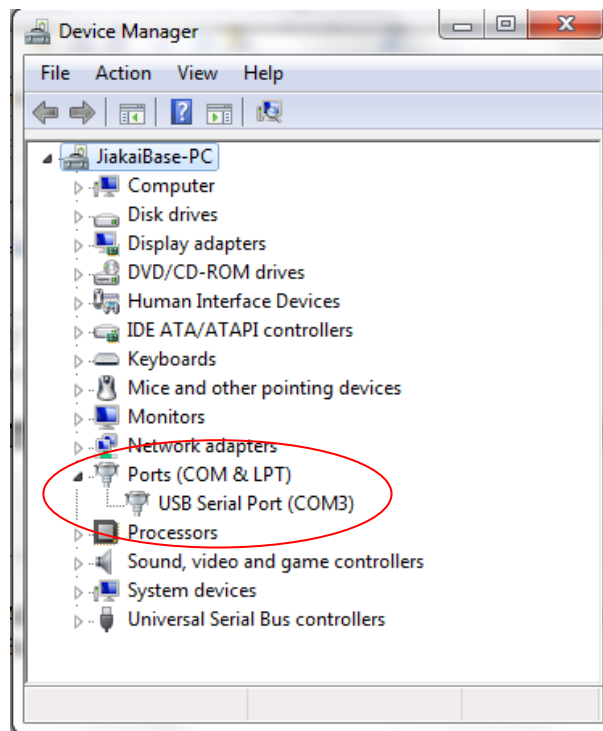 Device Manager
File Action View Help
JiakaiBase-PC
Computer
Disk drives
Display adapters
DVD/CD-ROM drives
Human Interface Devices
IDE ATA/ATAPI controllers
Keyboards
Mice and other pointing devices
Monitors
Network adapters
Ports (COM & LPT)
USB Serial Port (COM3)
Processors
Sound, video and game controllers
System devices
Universal Serial Bus controllers